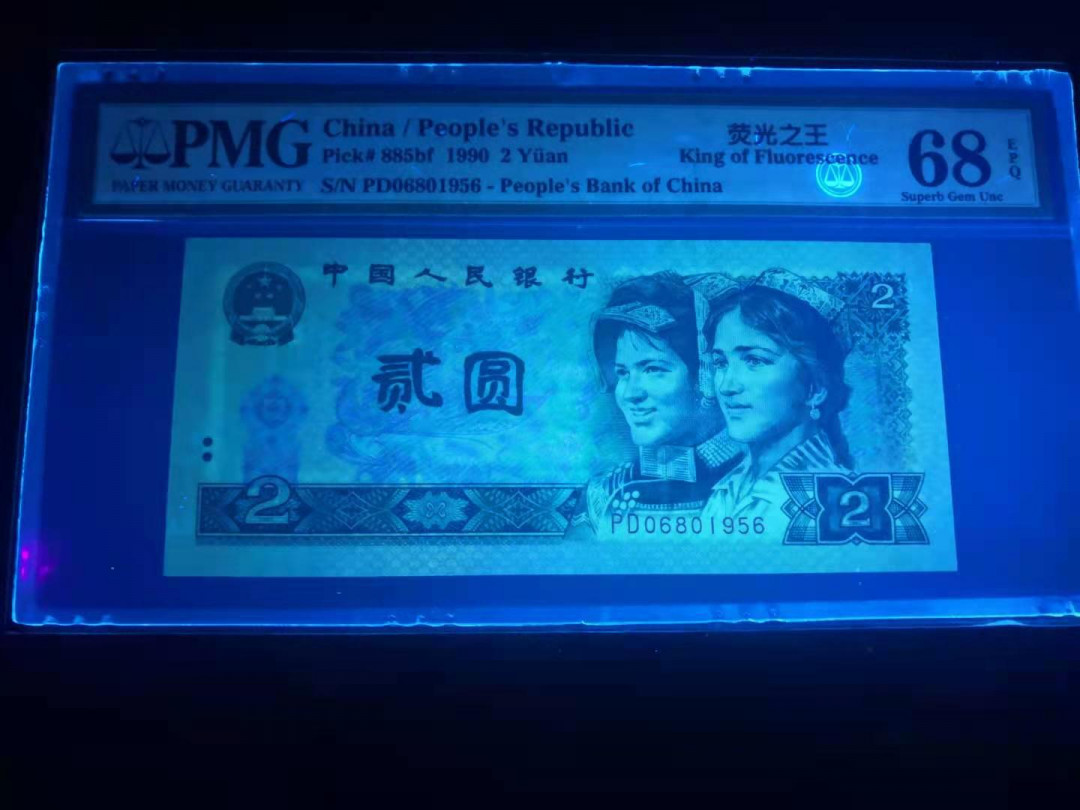 PMG
PAPER MONEY GUARANTY
China / People's Republic
Pick# 885bf 1990 2 Yüan
S/N PD06801956 - People's Bank of China
荧光之王
King of Fluorescence
68
EPQ
Superb Gem Unc
中国人民银行
2
贰圆
2
PD06801956
2